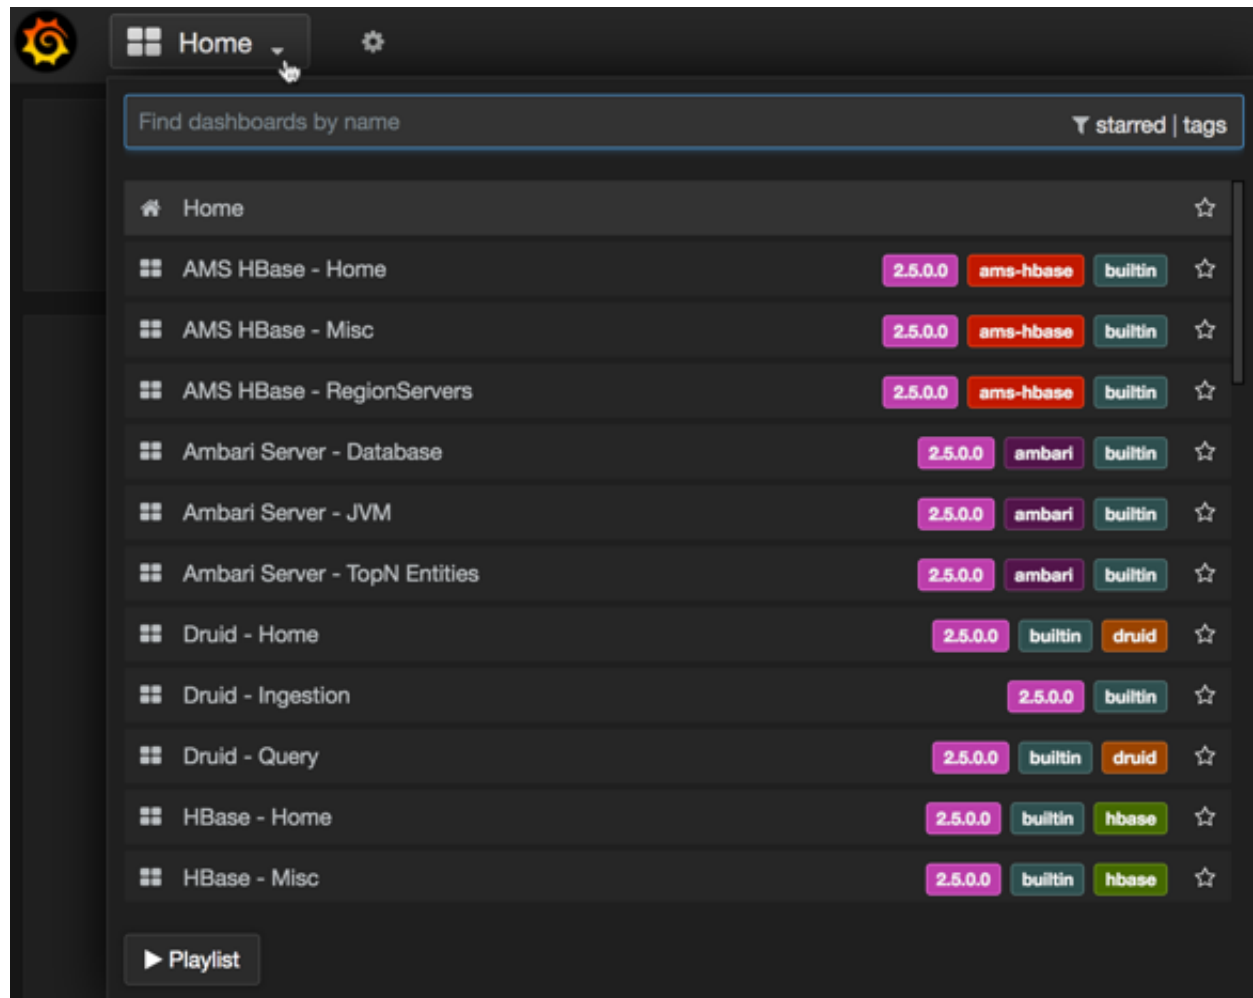 Home
Find dashboards by name starred | tags
Home
AMS HBase - Home 2.5.0.0 ams-hbase builtin
AMS HBase - Misc 2.5.0.0 ams-hbase builtin
AMS HBase - RegionServers 2.5.0.0 ams-hbase builtin
Ambari Server - Database 2.5.0.0 ambari builtin
Ambari Server - JVM 2.5.0.0 ambari builtin
Ambari Server - TopN Entities 2.5.0.0 ambari builtin
Druid - Home 2.5.0.0 builtin druid
Druid - Ingestion 2.5.0.0 builtin
Druid - Query 2.5.0.0 builtin druid
HBase - Home 2.5.0.0 builtin hbase
HBase - Misc 2.5.0.0 builtin hbase
Playlist